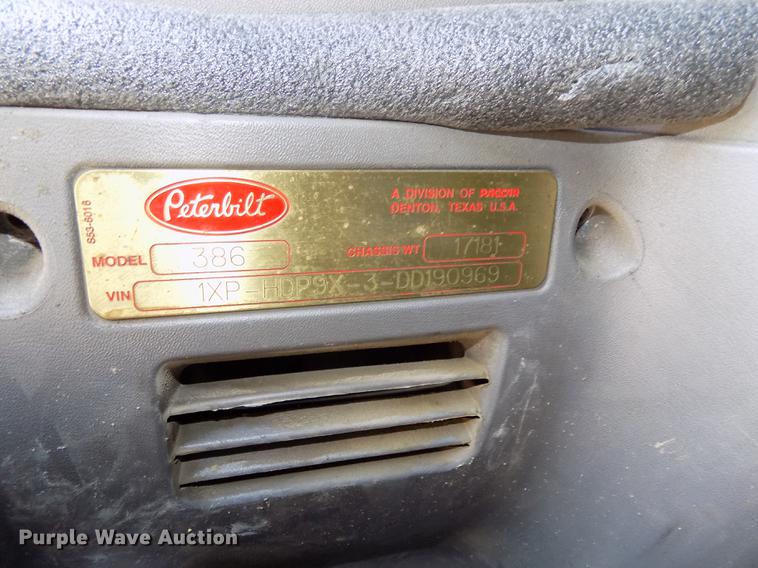 Peterbilt
A DIVISION OF PACCAR
DENTON, TEXAS U.S.A.
S53-6016
MODEL 386 CHASSIS WT 17181
VIN 1XP-HDP9X-3-DD190969
Purple Wave Auction